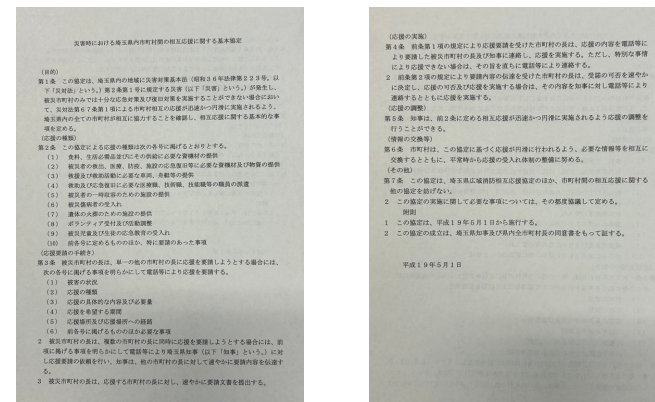 災害時における埼玉県内市町村間の相互応援に関する基本協定
（目的）
第１条　この協定は、埼玉県内の地域に災害対策基本法（昭和３６年法律第２２３号。以
下「災対法」という。）第２条第１号に規定する災害（以下「災害」という。）が発生し、
被災市町村のみでは十分な応急対策及び復旧対策を実施することができない場合におい
て、災対法第６７条第１項による市町村相互の応援が迅速かつ円滑に実施されるよう、
埼玉県内の全ての市町村が相互に協力することを確認し、相互応援に関する基本的な事
項を定める。
（応援の種類）
第２条　この協定による応援の種類は次の各号に掲げるとおりとする。
（１）　食料、生活必需品並びにその供給に必要な資機材の提供
（２）　被災者の救出、医療、防疫、施設の応急復旧等に必要な資機材及び物資の提供
（３）　救援及び救助活動に必要な車両、舟艇等の提供
（４）　救助及び応急復旧に必要な医療職、技術職、技能職等の職員の派遣
（５）　被災者の一時収容のための施設の提供
（６）　被災傷病者の受入れ
（７）　遺体の火葬のための施設の提供
（８）　ボランティア受付及び活動調整
（９）　被災児童及び生徒の応急教育の受入れ
（10）　前各号に定めるもののほか、特に要請のあった事項
（応援要請の手続き）
第３条　被災市町村の長は、単一の他の市町村の長に応援を要請しようとする場合には、
次の各号に掲げる事項を明らかにして電話等により応援を要請する。
（１）　被害の状況
（２）　応援の種類
（３）　応援の具体的な内容及び必要量
（４）　応援を希望する期間
（５）　応援場所及び応援場所への経路
（６）　前各号に掲げるもののほか必要な事項
２　被災市町村の長は、複数の市町村の長に同時に応援を要請しようとする場合には、前
項に掲げる事項を明らかにして電話等により埼玉県知事（以下「知事」という。）に対
し応援要請の依頼を行い、知事は、他の市町村の長に対して速やかに要請内容を伝達す
る。
３　被災市町村の長は、応援する市町村の長に対し、速やかに要請文書を提出する。
（応援の実施）
第４条　前条第１項の規定により応援要請を受けた市町村の長は、応援の内容を電話等に
より要請した被災市町村の長及び知事に連絡し、応援を実施する。ただし、特別な事情
により応援できない場合は、その旨を直ちに電話等により連絡する。
２　前条第２項の規定により要請内容の伝達を受けた市町村の長は、受諾の可否を速やか
に決定し、応援の可否及び応援を実施する場合は、その内容を知事に対し電話等により
連絡するとともに応援を実施する。
（応援の調整）
第５条　知事は、前２条に定める相互応援が迅速かつ円滑に実施されるよう応援の調整を
行うことができる。
（情報の交換等）
第６条　市町村は、この協定に基づく応援が円滑に行われるよう、必要な情報等を相互に
交換するとともに、平常時から応援の受入れ体制の整備に努める。
（その他）
第７条　この協定は、埼玉県広域消防相互応援協定のほか、市町村間の相互応援に関する
他の協定を妨げない。
２　この協定の実施に関し必要な事項については、その都度協議して定める。
附則
１　この協定は、平成１９年５月１日から施行する。
２　この協定の成立は、埼玉県知事及び県内全市町村長の同意書をもって証する。
平成１９年５月１日